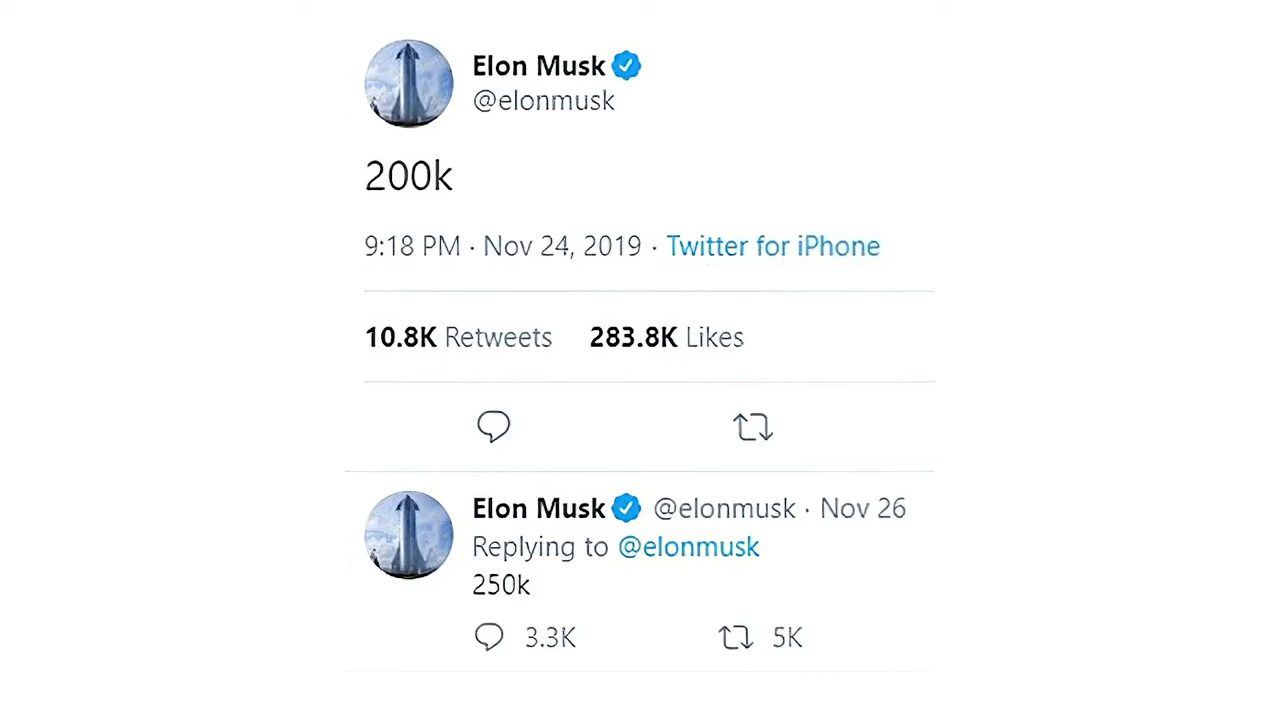 Elon Musk
@elonmusk
200k
9:18 PM · Nov 24, 2019 · Twitter for iPhone
10.8K Retweets 283.8K Likes
Elon Musk @elonmusk · Nov 26
Replying to @elonmusk
250k
3.3K 5K